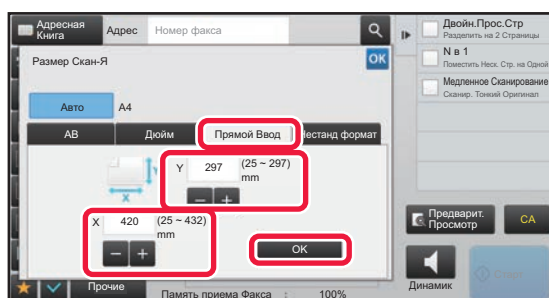 Адресная
Книга
Адрес
Номер факса
Размер Скан-Я
OK
Авто
A4
AB
Дюйм
Прямой Ввод
Нестанд формат
Y
Y
297
(25 ~ 297)
mm
X
X
420
(25 ~ 432)
mm
OK
Прочие
Память приема Факса : 100%
Двойн.Прос.Стр
Разделить на 2 Страницы
N в 1
Поместить Неск. Стр. на Одной
Медленное Сканирование
Сканир. Тонкий Оригинал
Предварит.
Просмотр
CA
Динамик
Старт